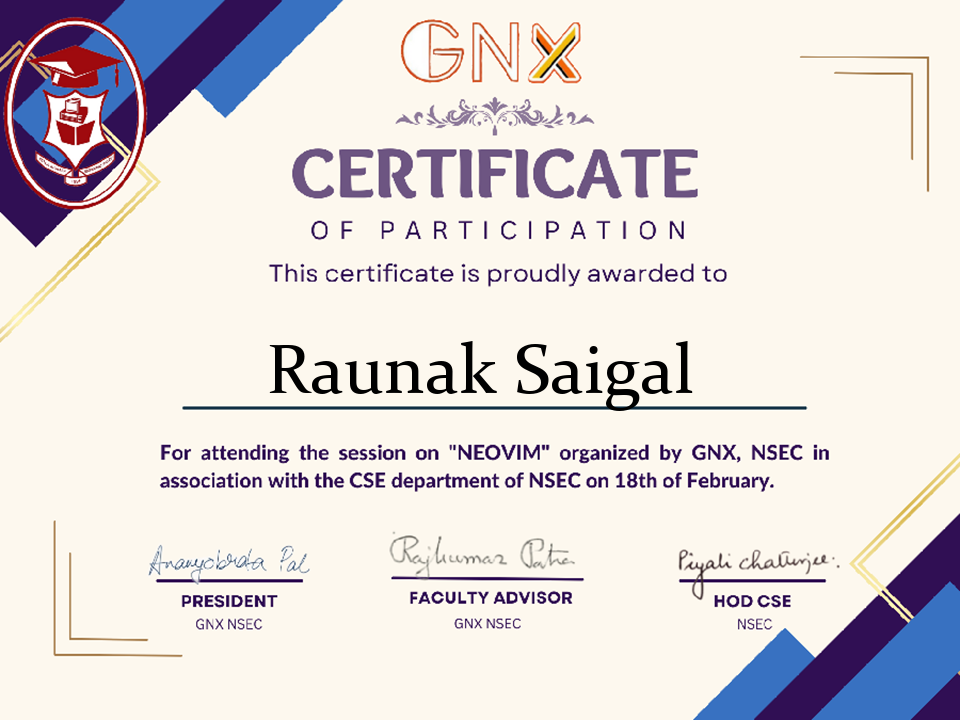 GNX
CERTIFICATE
OF PARTICIPATION
This certificate is proudly awarded to
Raunak Saigal
For attending the session on "NEOVIM" organized by GNX, NSEC in
association with the CSE department of NSEC on 18th of February.
Ananyobrata Pal
Rajkumar Patra
Piyali Chatterjee
PRESIDENT
FACULTY ADVISOR
HOD CSE
GNX NSEC
GNX NSEC
NSEC